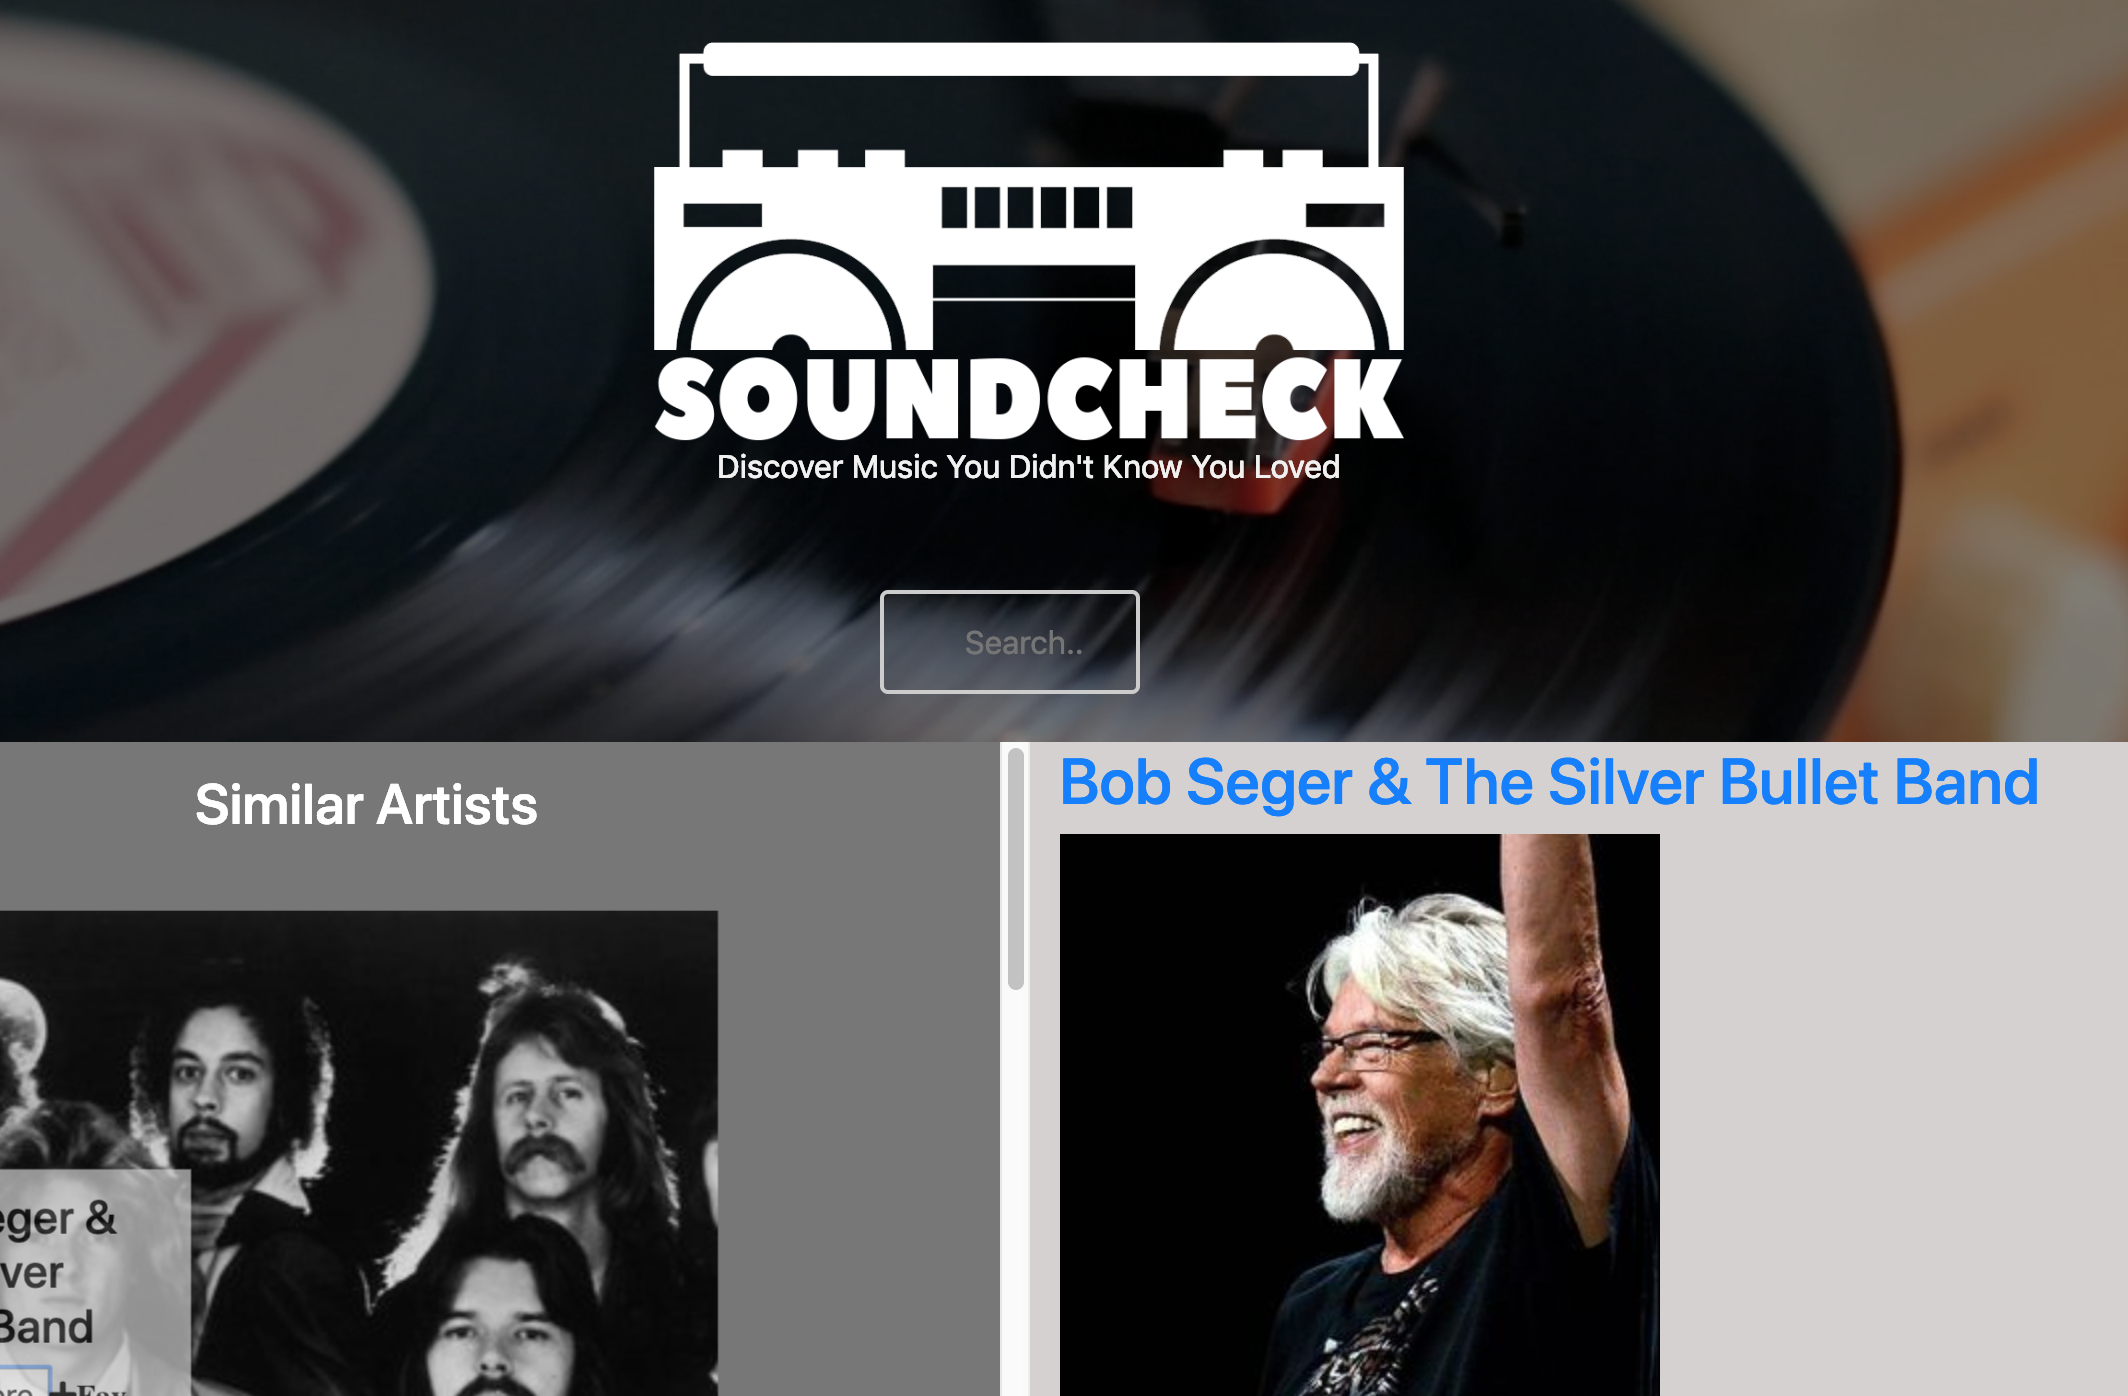 SOUNDCHECK
Discover Music You Didn't Know You Loved
Search..
Similar Artists
Bob Seger & The Silver Bullet Band
eger &
ver
Band
ore +Fav